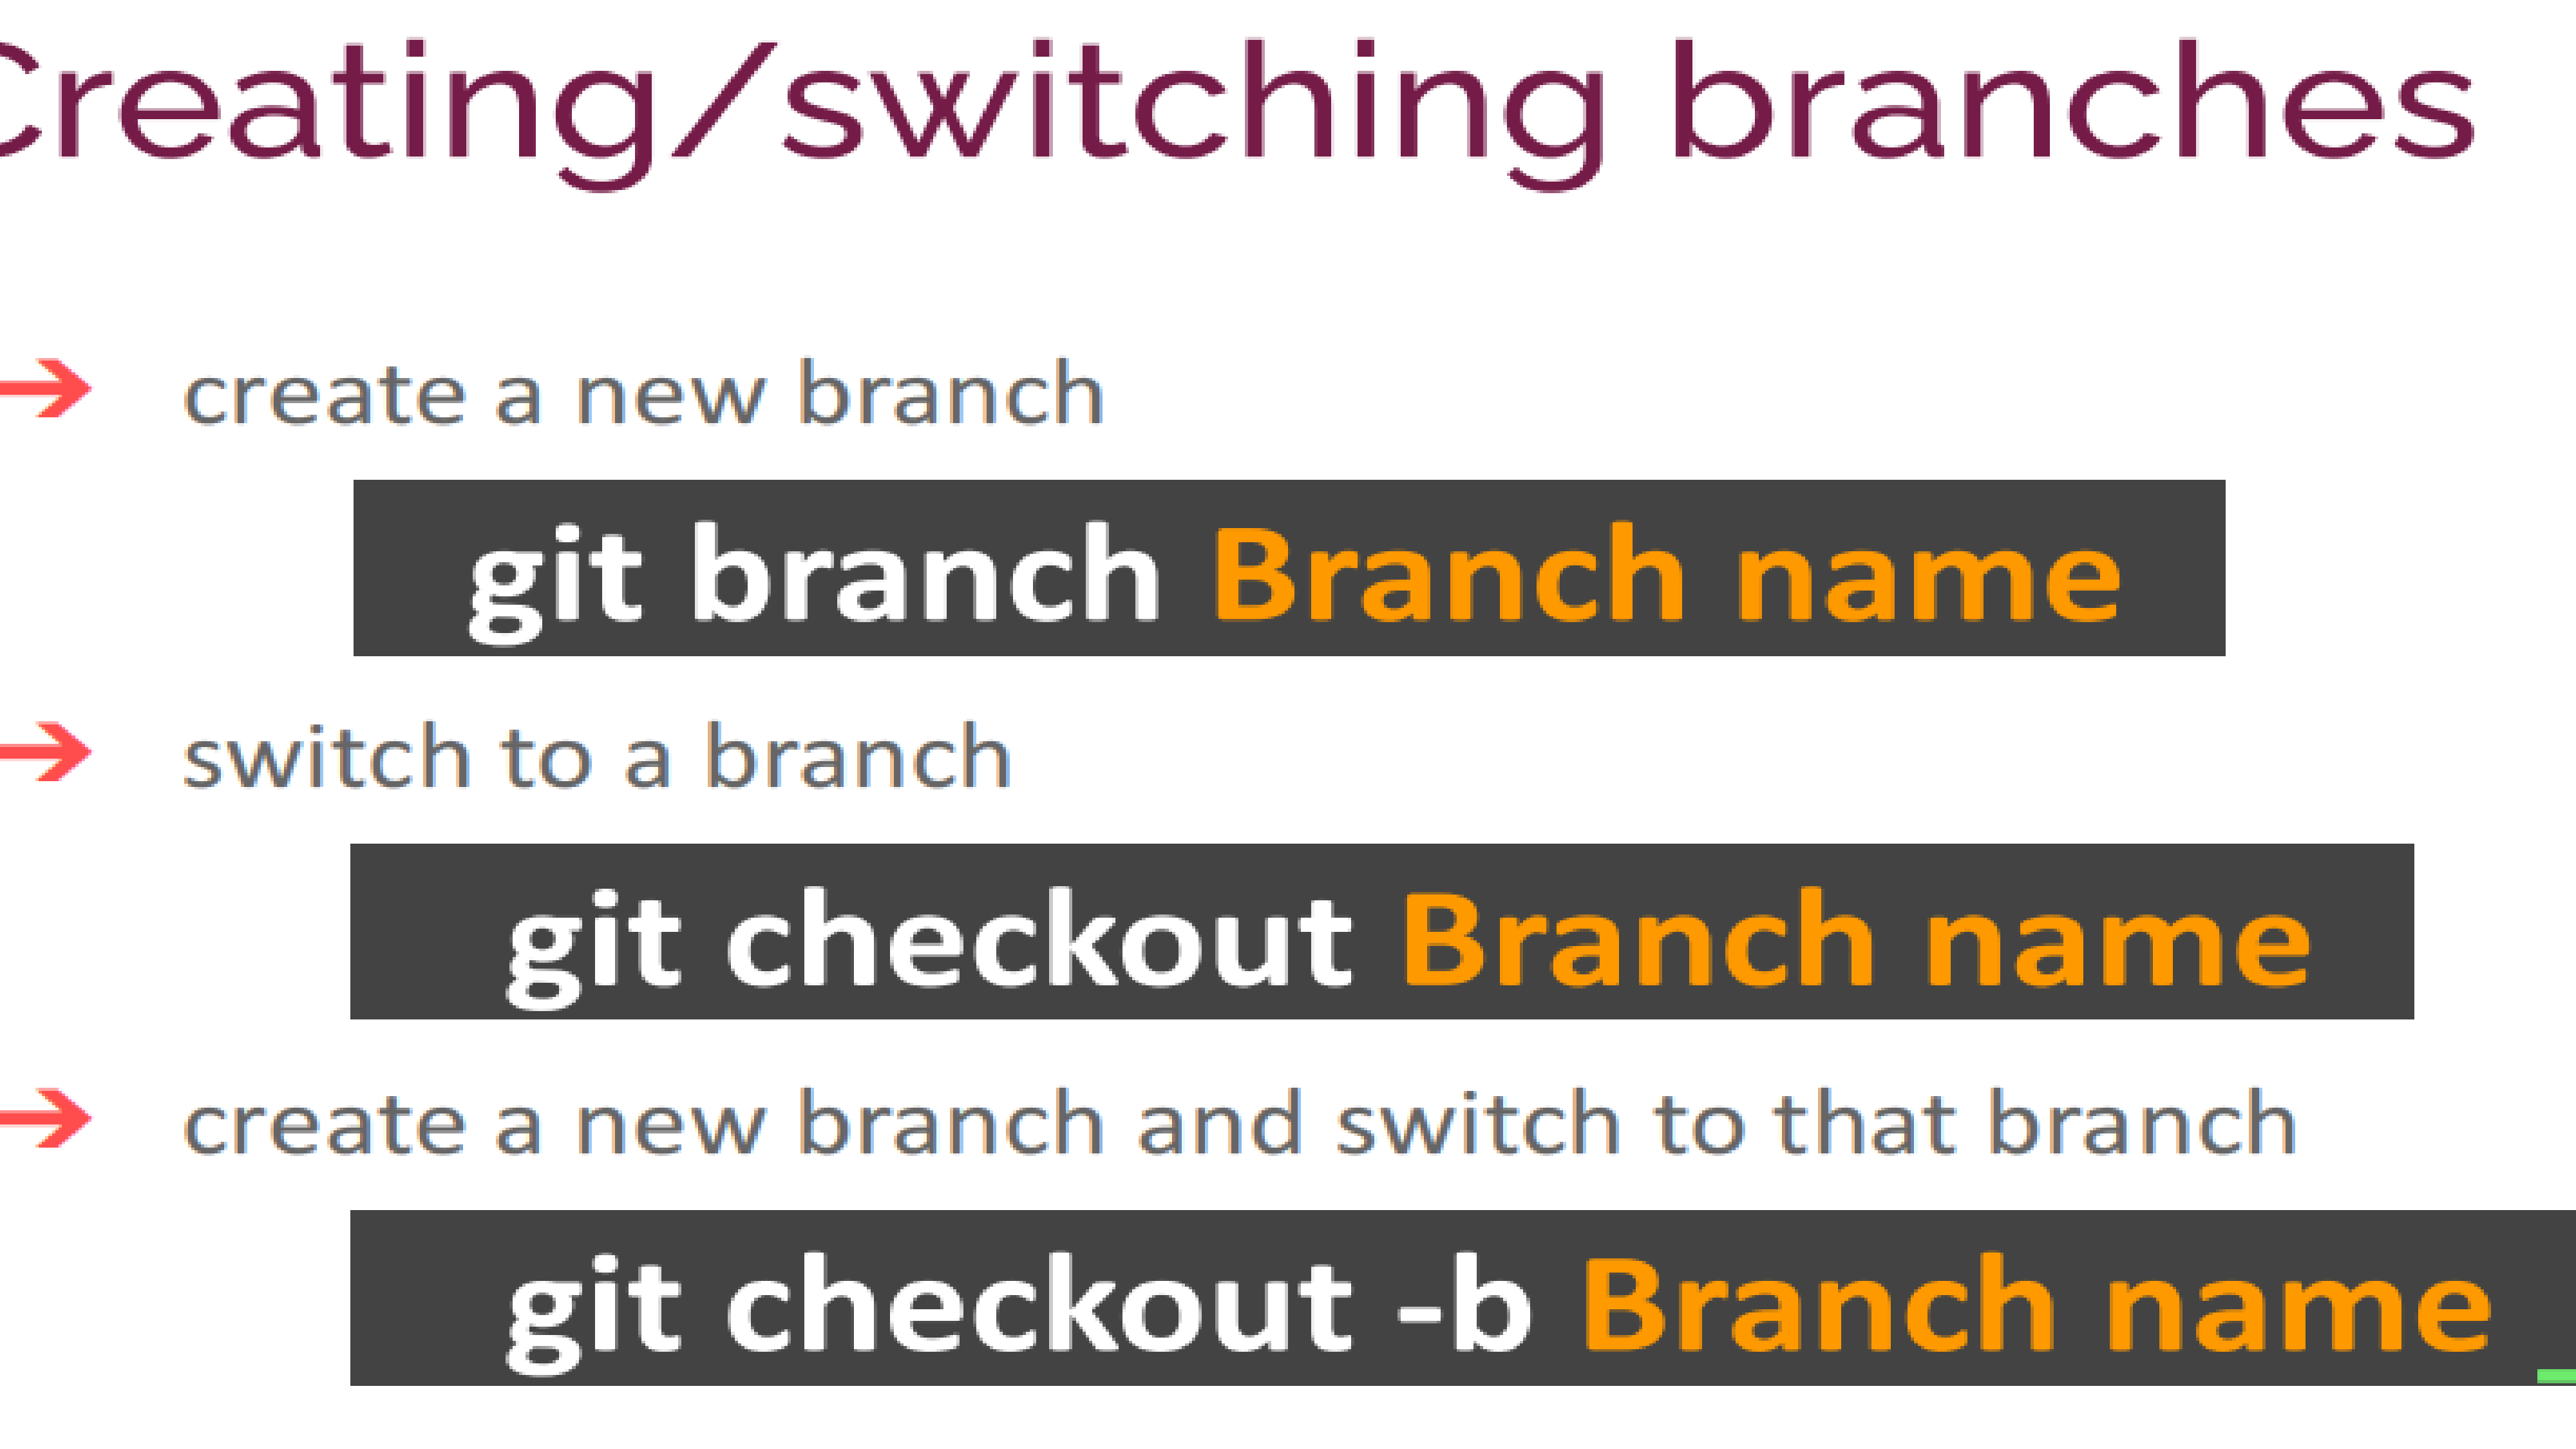 Creating/switching branches
→ create a new branch
git branch Branch name
→ switch to a branch
git checkout Branch name
→ create a new branch and switch to that branch
git checkout -b Branch name